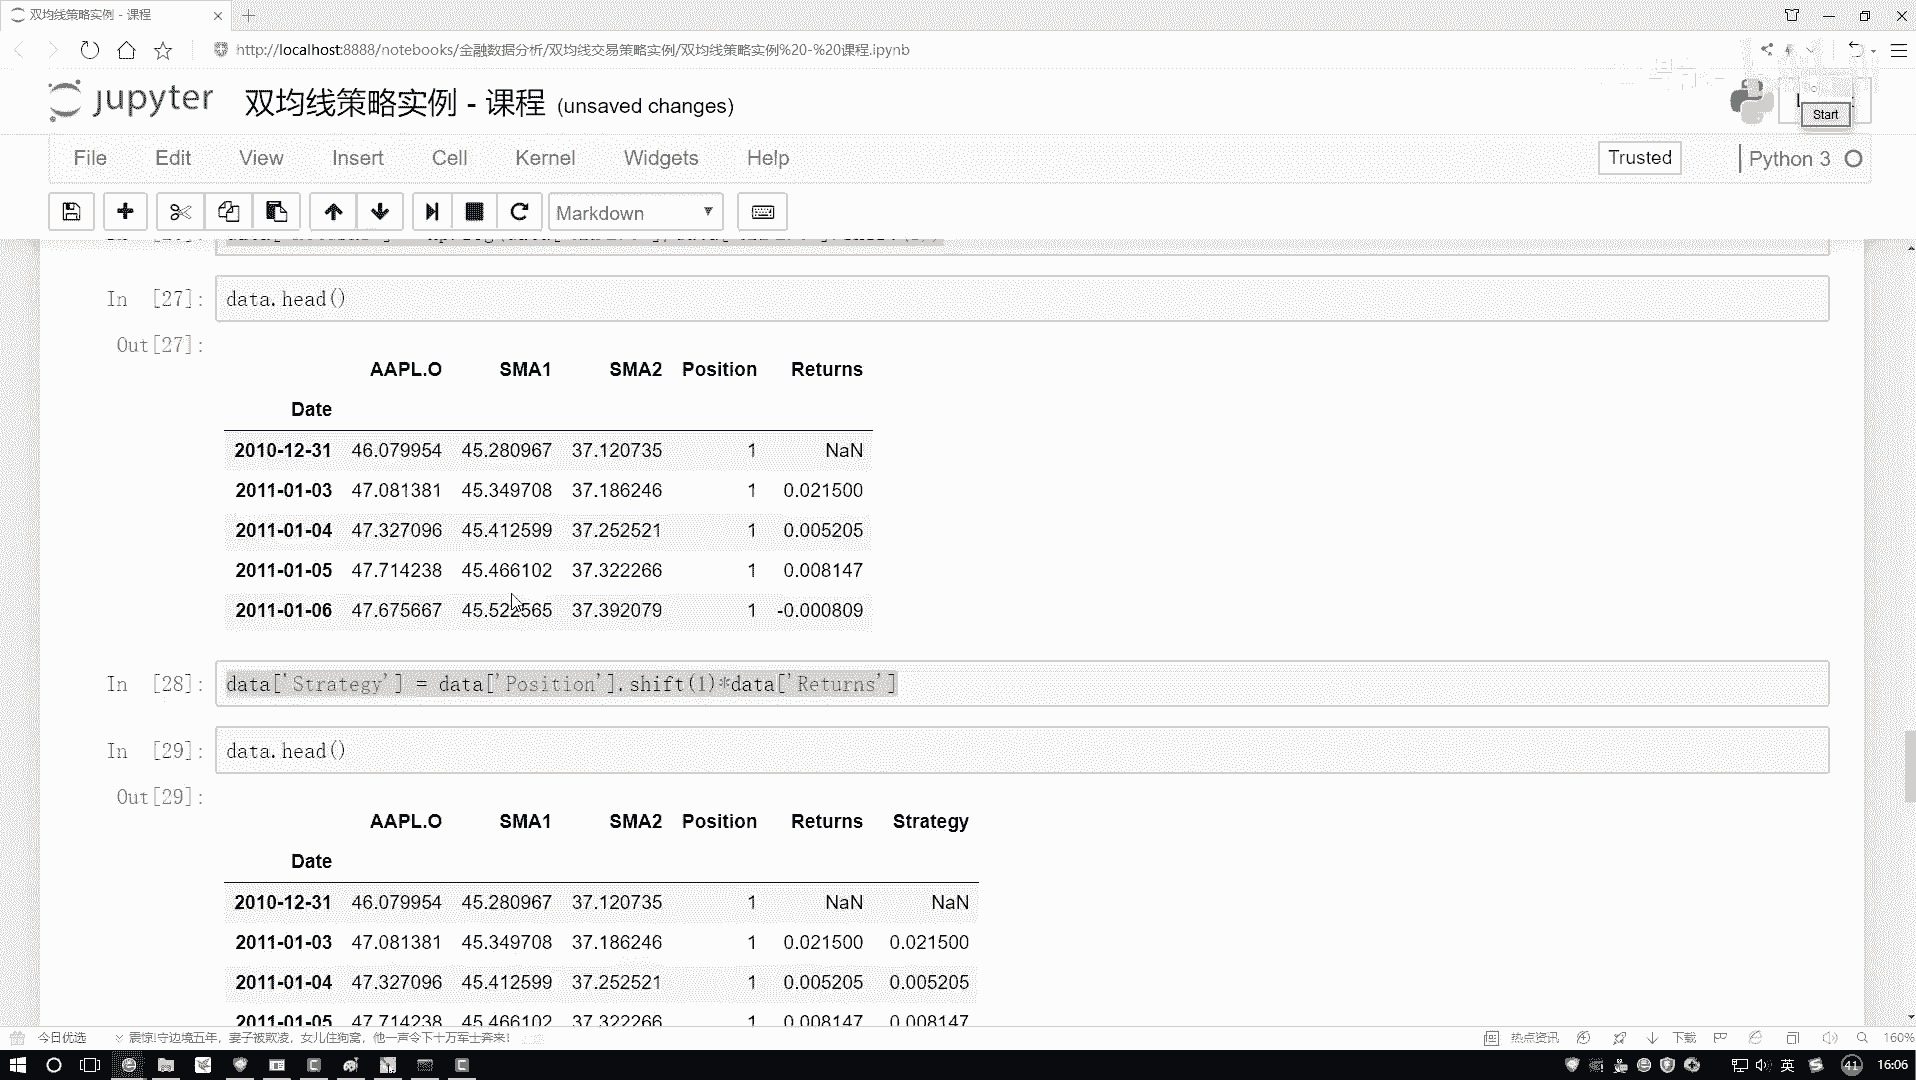 双均线策略实例 - 课程
http://localhost:8888/notebooks/金融数据分析/双均线交易策略实例/双均线策略实例%20-%20课程.ipynb
jupyter 双均线策略实例 - 课程 (unsaved changes)
Start
File Edit View Insert Cell Kernel Widgets Help
Trusted
Python 3
Markdown
In [27]: data.head()
Out[27]:
AAPL.O SMA1 SMA2 Position Returns
Date
2010-12-31 46.079954 45.280967 37.120735 1 NaN
2011-01-03 47.081381 45.349708 37.186246 1 0.021500
2011-01-04 47.327096 45.412599 37.252521 1 0.005205
2011-01-05 47.714238 45.466102 37.322266 1 0.008147
2011-01-06 47.675667 45.522565 37.392079 1 -0.000809
In [28]: data['Strategy'] = data['Position'].shift(1)*data['Returns']
In [29]: data.head()
Out[29]:
AAPL.O SMA1 SMA2 Position Returns Strategy
Date
2010-12-31 46.079954 45.280967 37.120735 1 NaN NaN
2011-01-03 47.081381 45.349708 37.186246 1 0.021500 0.021500
2011-01-04 47.327096 45.412599 37.252521 1 0.005205 0.005205
2011-01-05 47.714238 45.466102 37.322266 1 0.008147 0.008147
今日优选 震惊!守边境五年，妻子被欺凌，女儿住狗窝，他一声令下十万军士奔来! 热点资讯 下载 160%
英 41 16:06